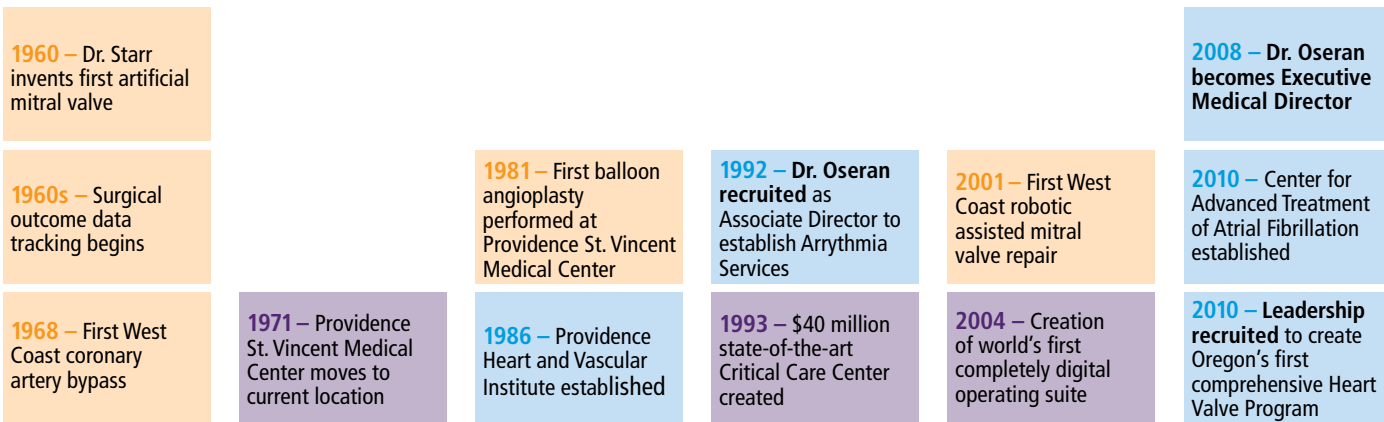 1960 – Dr. Starr
invents first artificial
mitral valve
1960s – Surgical
outcome data
tracking begins
1968 – First West
Coast coronary
artery bypass
1971 – Providence
St. Vincent Medical
Center moves to
current location
1981 – First balloon
angioplasty
performed at
Providence St. Vincent
Medical Center
1986 – Providence
Heart and Vascular
Institute established
1992 – Dr. Oseran
recruited as
Associate Director to
establish Arrythmia
Services
1993 – $40 million
state-of-the-art
Critical Care Center
created
2001 – First West
Coast robotic
assisted mitral
valve repair
2004 – Creation
of world's first
completely digital
operating suite
2008 – Dr. Oseran
becomes Executive
Medical Director
2010 – Center for
Advanced Treatment
of Atrial Fibrillation
established
2010 – Leadership
recruited to create
Oregon's first
comprehensive Heart
Valve Program